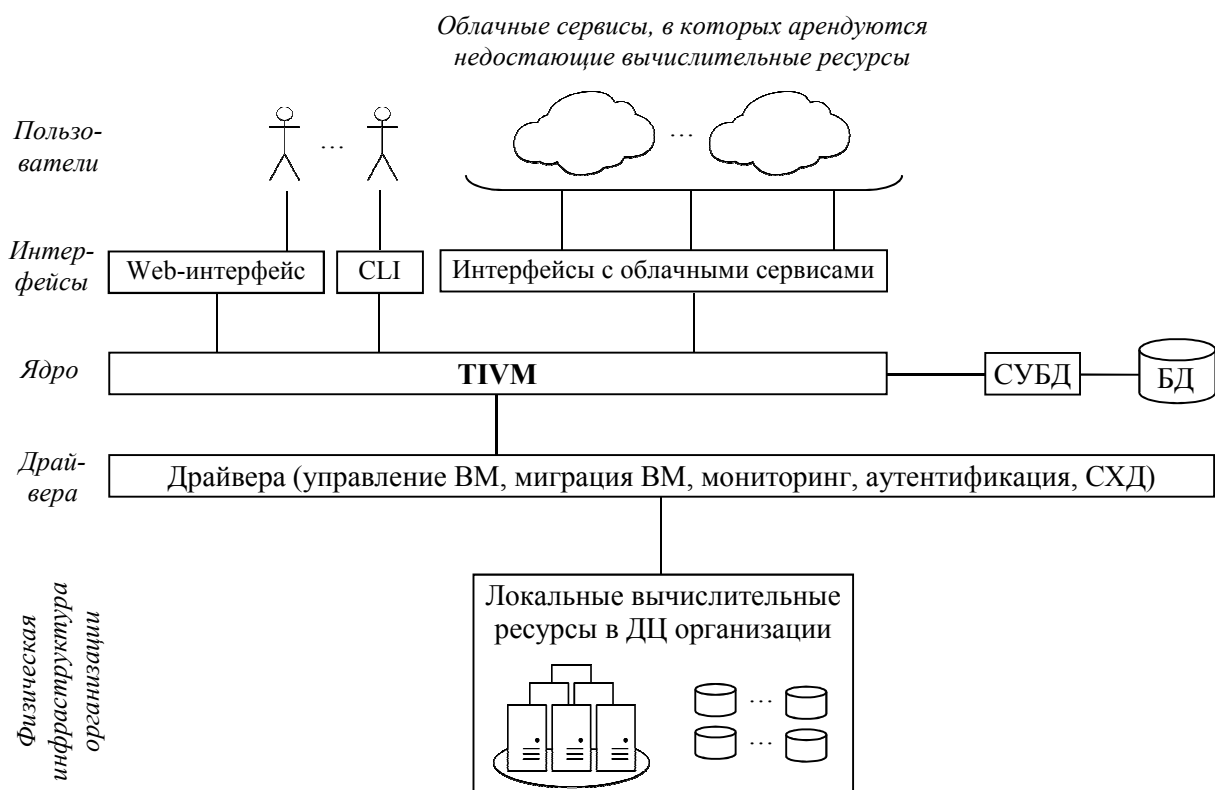 Облачные сервисы, в которых арендуются
недостающие вычислительные ресурсы
Пользо-
ватели
...
...
Интер-
фейсы
Web-интерфейс
CLI
Интерфейсы с облачными сервисами
Ядро
TIVM
СУБД
БД
Драй-
вера
Драйвера (управление ВМ, миграция ВМ, мониторинг, аутентификация, СХД)
Физическая
инфраструктура
организации
Локальные вычислительные
ресурсы в ДЦ организации
...
...